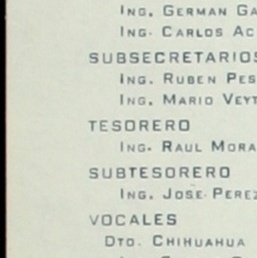 ING. GERMAN GA
ING. CARLOS AC
SUBSECRETARIOS
ING. RUBEN PES
ING. MARIO VEYT
TESORERO
ING. RAUL MORA
SUBTESORERO
ING. JOSE PEREZ
VOCALES
DTO. CHIHUAHUA